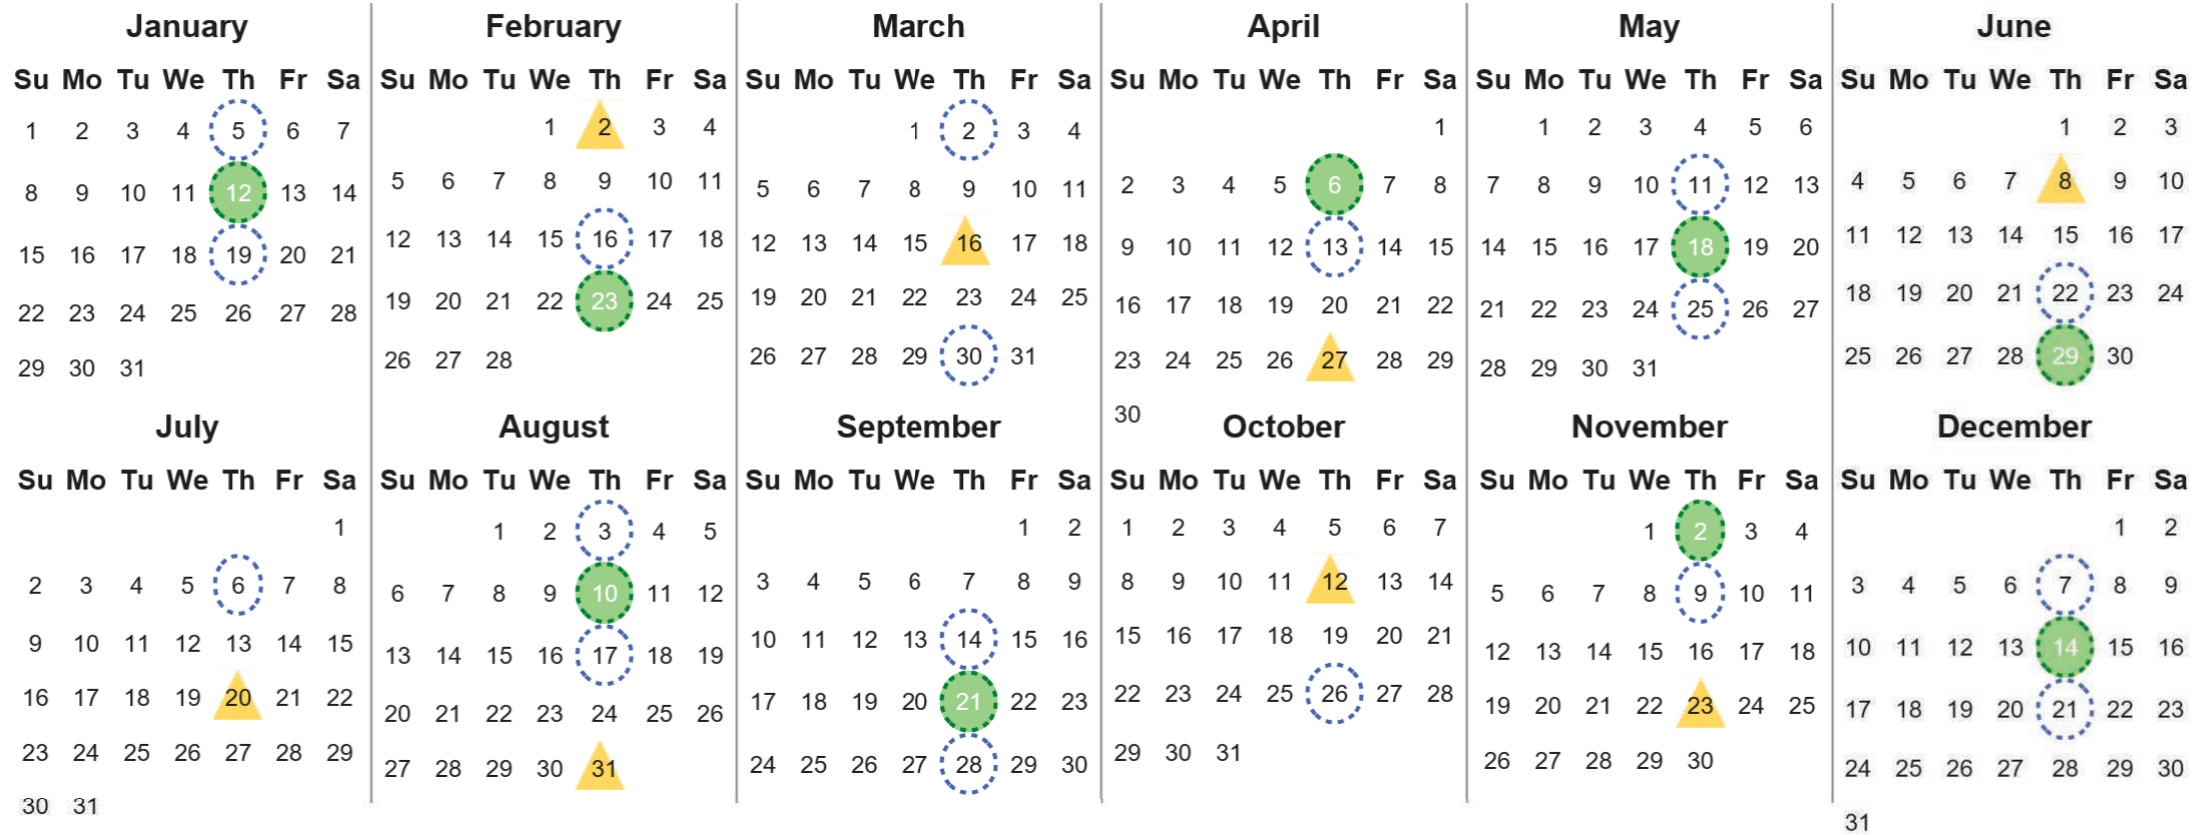 January
Su Mo Tu We Th Fr Sa
1 2 3 4 5 6 7
8 9 10 11 12 13 14
15 16 17 18 19 20 21
22 23 24 25 26 27 28
29 30 31
February
Su Mo Tu We Th Fr Sa
1 2 3 4
5 6 7 8 9 10 11
12 13 14 15 16 17 18
19 20 21 22 23 24 25
26 27 28
March
Su Mo Tu We Th Fr Sa
1 2 3 4
5 6 7 8 9 10 11
12 13 14 15 16 17 18
19 20 21 22 23 24 25
26 27 28 29 30 31
April
Su Mo Tu We Th Fr Sa
1
2 3 4 5 6 7 8
9 10 11 12 13 14 15
16 17 18 19 20 21 22
23 24 25 26 27 28 29
30
May
Su Mo Tu We Th Fr Sa
1 2 3 4 5 6
7 8 9 10 11 12 13
14 15 16 17 18 19 20
21 22 23 24 25 26 27
28 29 30 31
June
Su Mo Tu We Th Fr Sa
1 2 3
4 5 6 7 8 9 10
11 12 13 14 15 16 17
18 19 20 21 22 23 24
25 26 27 28 29 30
July
Su Mo Tu We Th Fr Sa
1
2 3 4 5 6 7 8
9 10 11 12 13 14 15
16 17 18 19 20 21 22
23 24 25 26 27 28 29
30 31
August
Su Mo Tu We Th Fr Sa
1 2 3 4 5
6 7 8 9 10 11 12
13 14 15 16 17 18 19
20 21 22 23 24 25 26
27 28 29 30 31
September
Su Mo Tu We Th Fr Sa
1 2
3 4 5 6 7 8 9
10 11 12 13 14 15 16
17 18 19 20 21 22 23
24 25 26 27 28 29 30
October
Su Mo Tu We Th Fr Sa
1 2 3 4 5 6 7
8 9 10 11 12 13 14
15 16 17 18 19 20 21
22 23 24 25 26 27 28
29 30 31
November
Su Mo Tu We Th Fr Sa
1 2 3 4
5 6 7 8 9 10 11
12 13 14 15 16 17 18
19 20 21 22 23 24 25
26 27 28 29 30
December
Su Mo Tu We Th Fr Sa
1 2
3 4 5 6 7 8 9
10 11 12 13 14 15 16
17 18 19 20 21 22 23
24 25 26 27 28 29 30
31